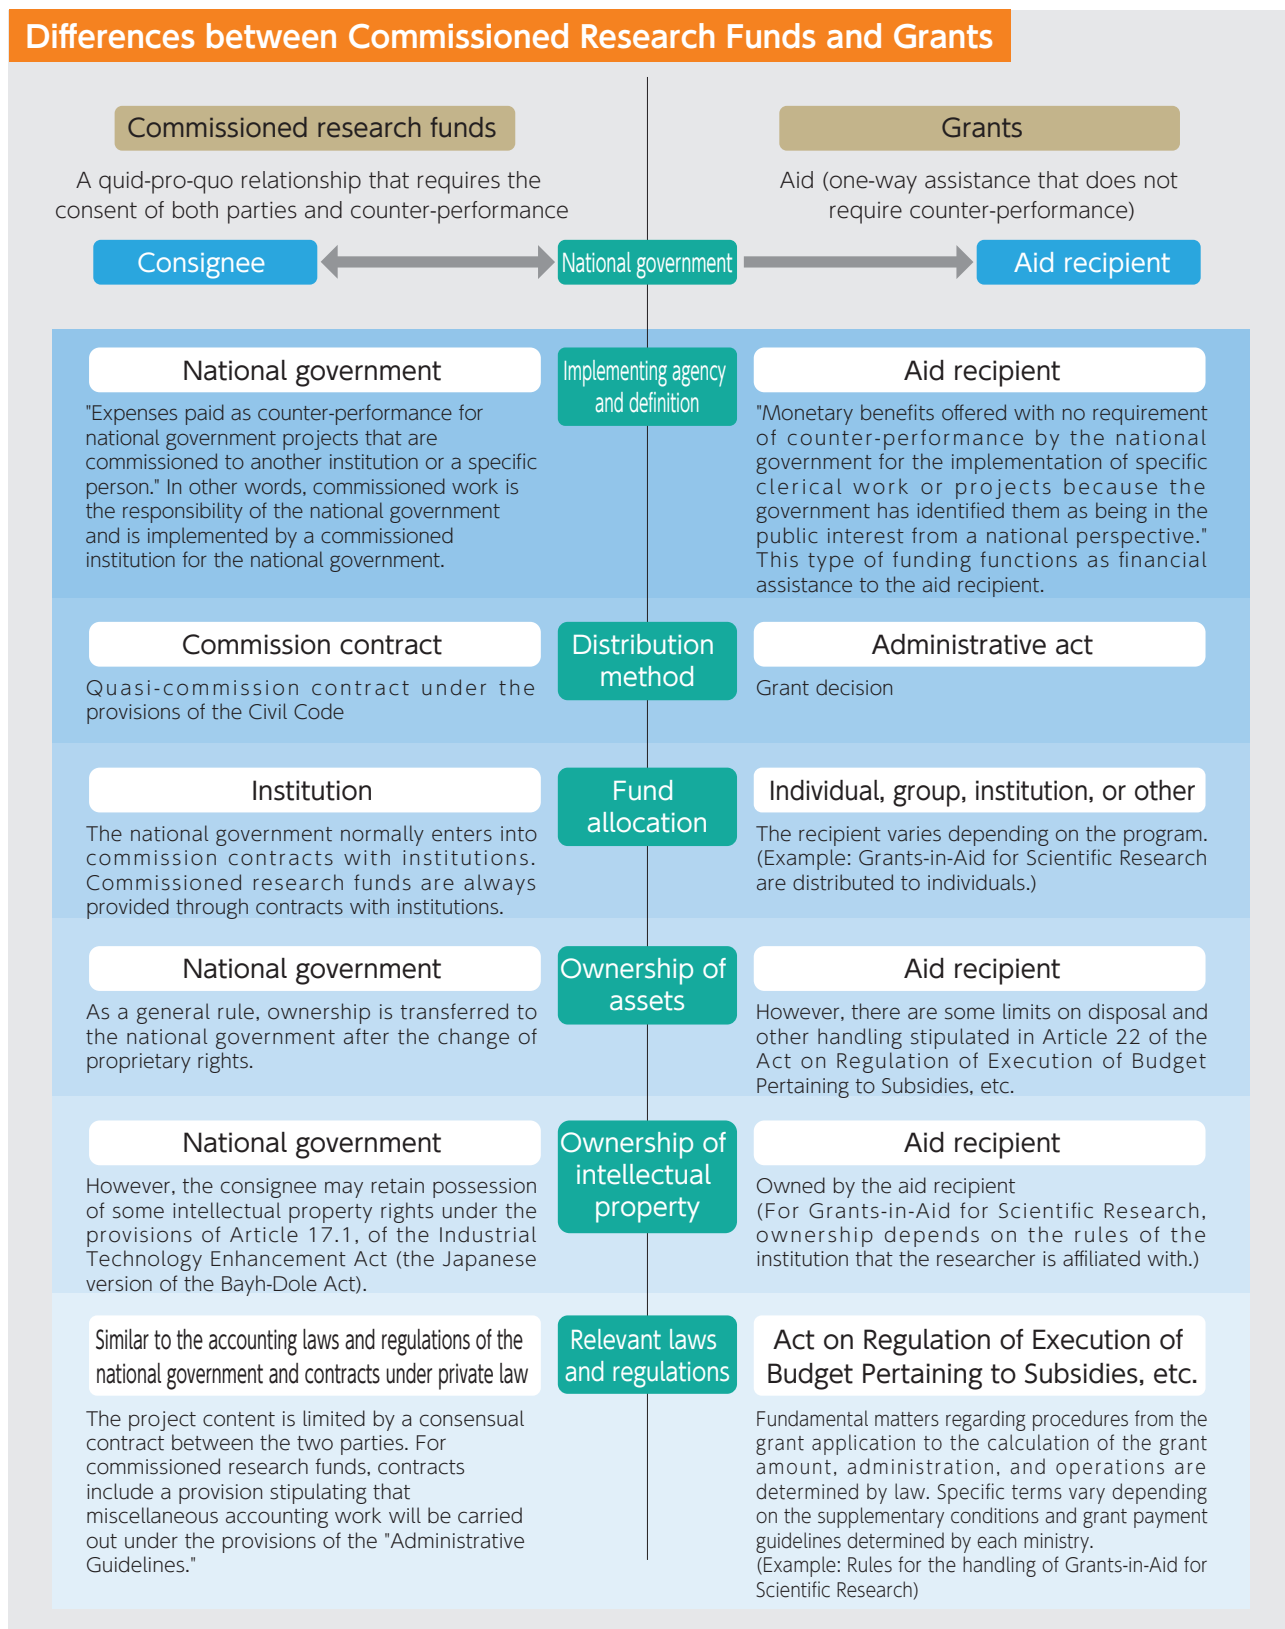 Differences between Commissioned Research Funds and Grants
Commissioned research funds
A quid-pro-quo relationship that requires the
consent of both parties and counter-performance
Grants
Aid (one-way assistance that does not
require counter-performance)
Consignee
National government
Aid recipient
National government
"Expenses paid as counter-performance for
national government projects that are
commissioned to another institution or a specific
person." In other words, commissioned work is
the responsibility of the national government
and is implemented by a commissioned
institution for the national government.
Implementing agency
and definition
Aid recipient
"Monetary benefits offered with no requirement
of counter-performance by the national
government for the implementation of specific
clerical work or projects because the
government has identified them as being in the
public interest from a national perspective."
This type of funding functions as financial
assistance to the aid recipient.
Commission contract
Quasi-commission contract under the
provisions of the Civil Code
Distribution
method
Administrative act
Grant decision
Institution
The national government normally enters into
commission contracts with institutions.
Commissioned research funds are always
provided through contracts with institutions.
Fund
allocation
Individual, group, institution, or other
The recipient varies depending on the program.
(Example: Grants-in-Aid for Scientific Research
are distributed to individuals.)
National government
As a general rule, ownership is transferred to
the national government after the change of
proprietary rights.
Ownership of
assets
Aid recipient
However, there are some limits on disposal and
other handling stipulated in Article 22 of the
Act on Regulation of Execution of Budget
Pertaining to Subsidies, etc.
National government
However, the consignee may retain possession
of some intellectual property rights under the
provisions of Article 17.1, of the Industrial
Technology Enhancement Act (the Japanese
version of the Bayh-Dole Act).
Ownership of
intellectual
property
Aid recipient
Owned by the aid recipient
(For Grants-in-Aid for Scientific Research,
ownership depends on the rules of the
institution that the researcher is affiliated with.)
Similar to the accounting laws and regulations of the
national government and contracts under private law
The project content is limited by a consensual
contract between the two parties. For
commissioned research funds, contracts
include a provision stipulating that
miscellaneous accounting work will be carried
out under the provisions of the "Administrative
Guidelines."
Relevant laws
and regulations
Act on Regulation of Execution of
Budget Pertaining to Subsidies, etc.
Fundamental matters regarding procedures from the
grant application to the calculation of the grant
amount, administration, and operations are
determined by law. Specific terms vary depending
on the supplementary conditions and grant payment
guidelines determined by each ministry.
(Example: Rules for the handling of Grants-in-Aid for
Scientific Research)